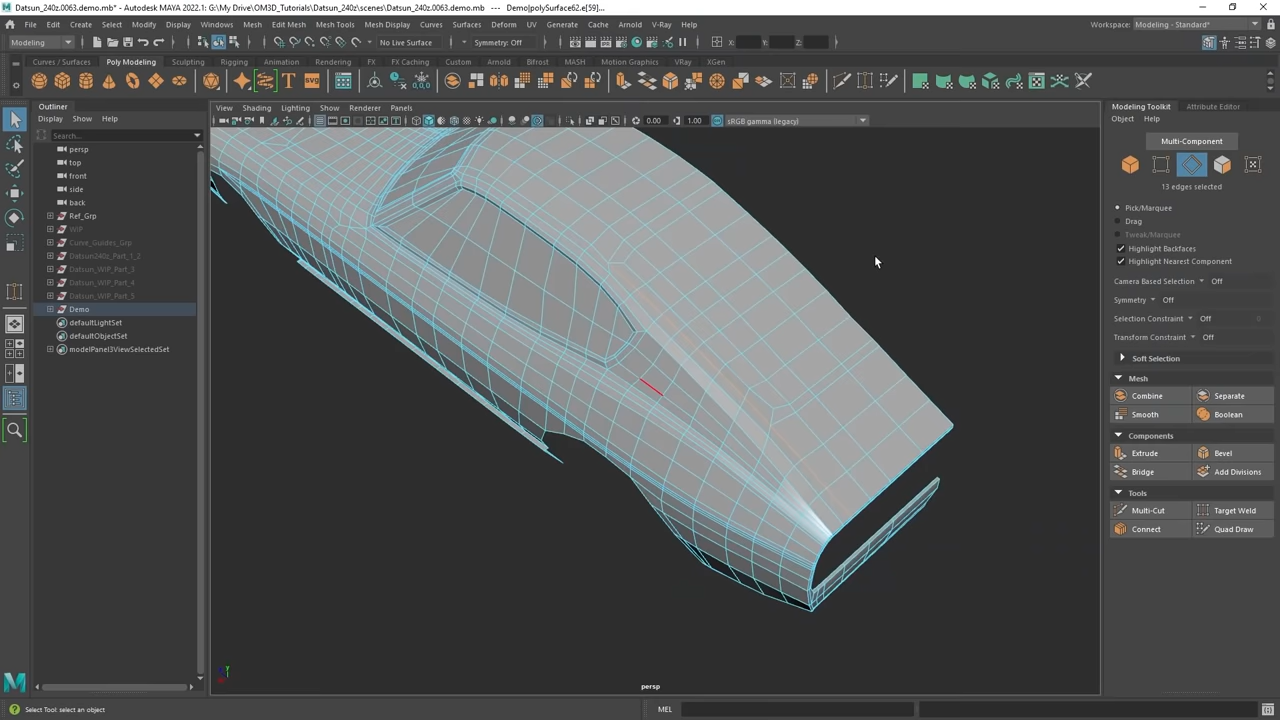 Datsun_240z.0063.demo.mb* - Autodesk MAYA 2022.1: G:\My Drive\OM3D_Tutorials\Datsun_240z\scenes\Datsun_240z.0063.demo.mb --- Demo|polySurface62.e[59]...
File Edit Create Select Modify Display Windows Mesh Edit Mesh Mesh Tools Mesh Display Curves Surfaces Deform UV Generate Cache Arnold V-Ray Help
Workspace: Modeling - Standard*
Modeling No Live Surface Symmetry: Off X: Y: Z:
Curves / Surfaces Poly Modeling Sculpting Rigging Animation Rendering FX FX Caching Custom Arnold Bifrost MASH Motion Graphics VRay XGen
Outliner
Display Show Help
Search...
persp
top
front
side
back
Ref_Grp
WIP
Curve_Guides_Grp
Datsun240z_Part_1_2
Datsun_WIP_Part_3
Datsun_WIP_Part_4
Datsun_WIP_Part_5
Demo
defaultLightSet
defaultObjectSet
modelPanel3ViewSelectedSet
View Shading Lighting Show Renderer Panels
0.00 1.00 sRGB gamma (legacy)
persp
Modeling Toolkit Attribute Editor
Object Help
Multi-Component
13 edges selected
Pick/Marquee
Drag
Tweak/Marquee
Highlight Backfaces
Highlight Nearest Component
Camera Based Selection Off
Symmetry Off
Selection Constraint Off
Transform Constraint Off
Soft Selection
Mesh
Combine Separate
Smooth Boolean
Components
Extrude Bevel
Bridge Add Divisions
Tools
Multi-Cut Target Weld
Connect Quad Draw
Select Tool: select an object
MEL